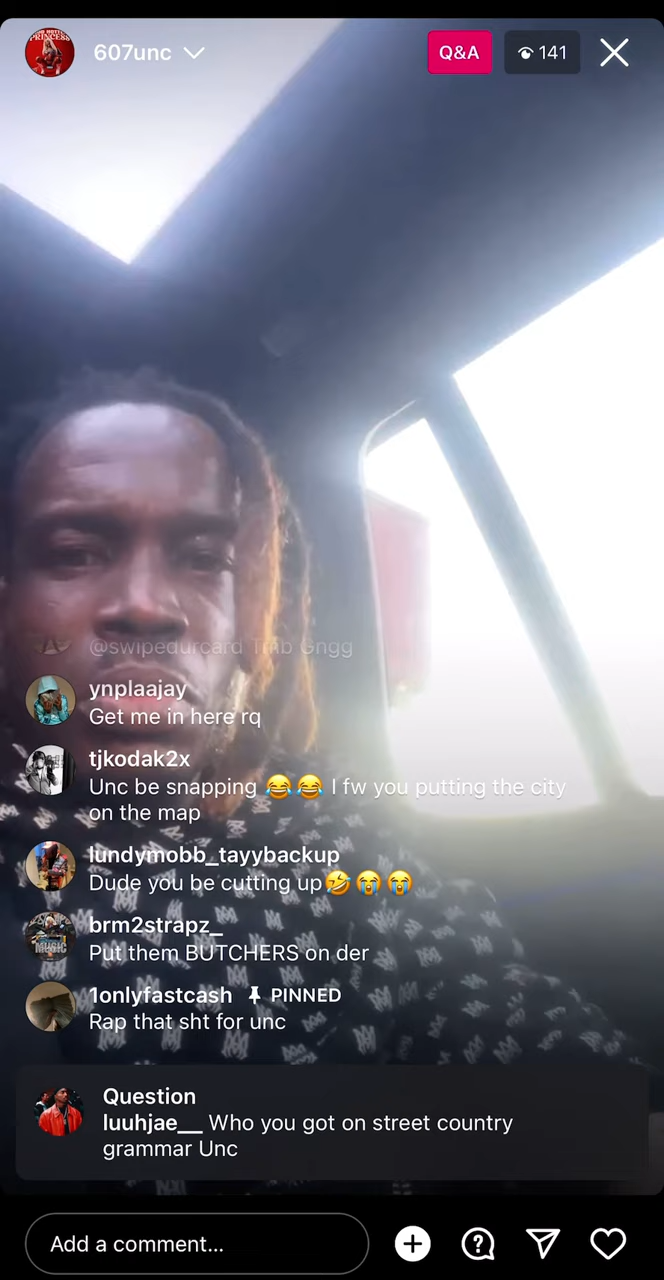 607unc
Q&A
141
@swipedurcard Tmb Gngg
ynplaajay
Get me in here rq
tjkodak2x
Unc be snapping 😂😂 I fw you putting the city
on the map
lundymobb_tayybackup
Dude you be cutting up🤣😭😭
brm2strapz_
Put them BUTCHERS on der
1onlyfastcash PINNED
Rap that sht for unc
Question
luuhjae__ Who you got on street country
grammar Unc
Add a comment...